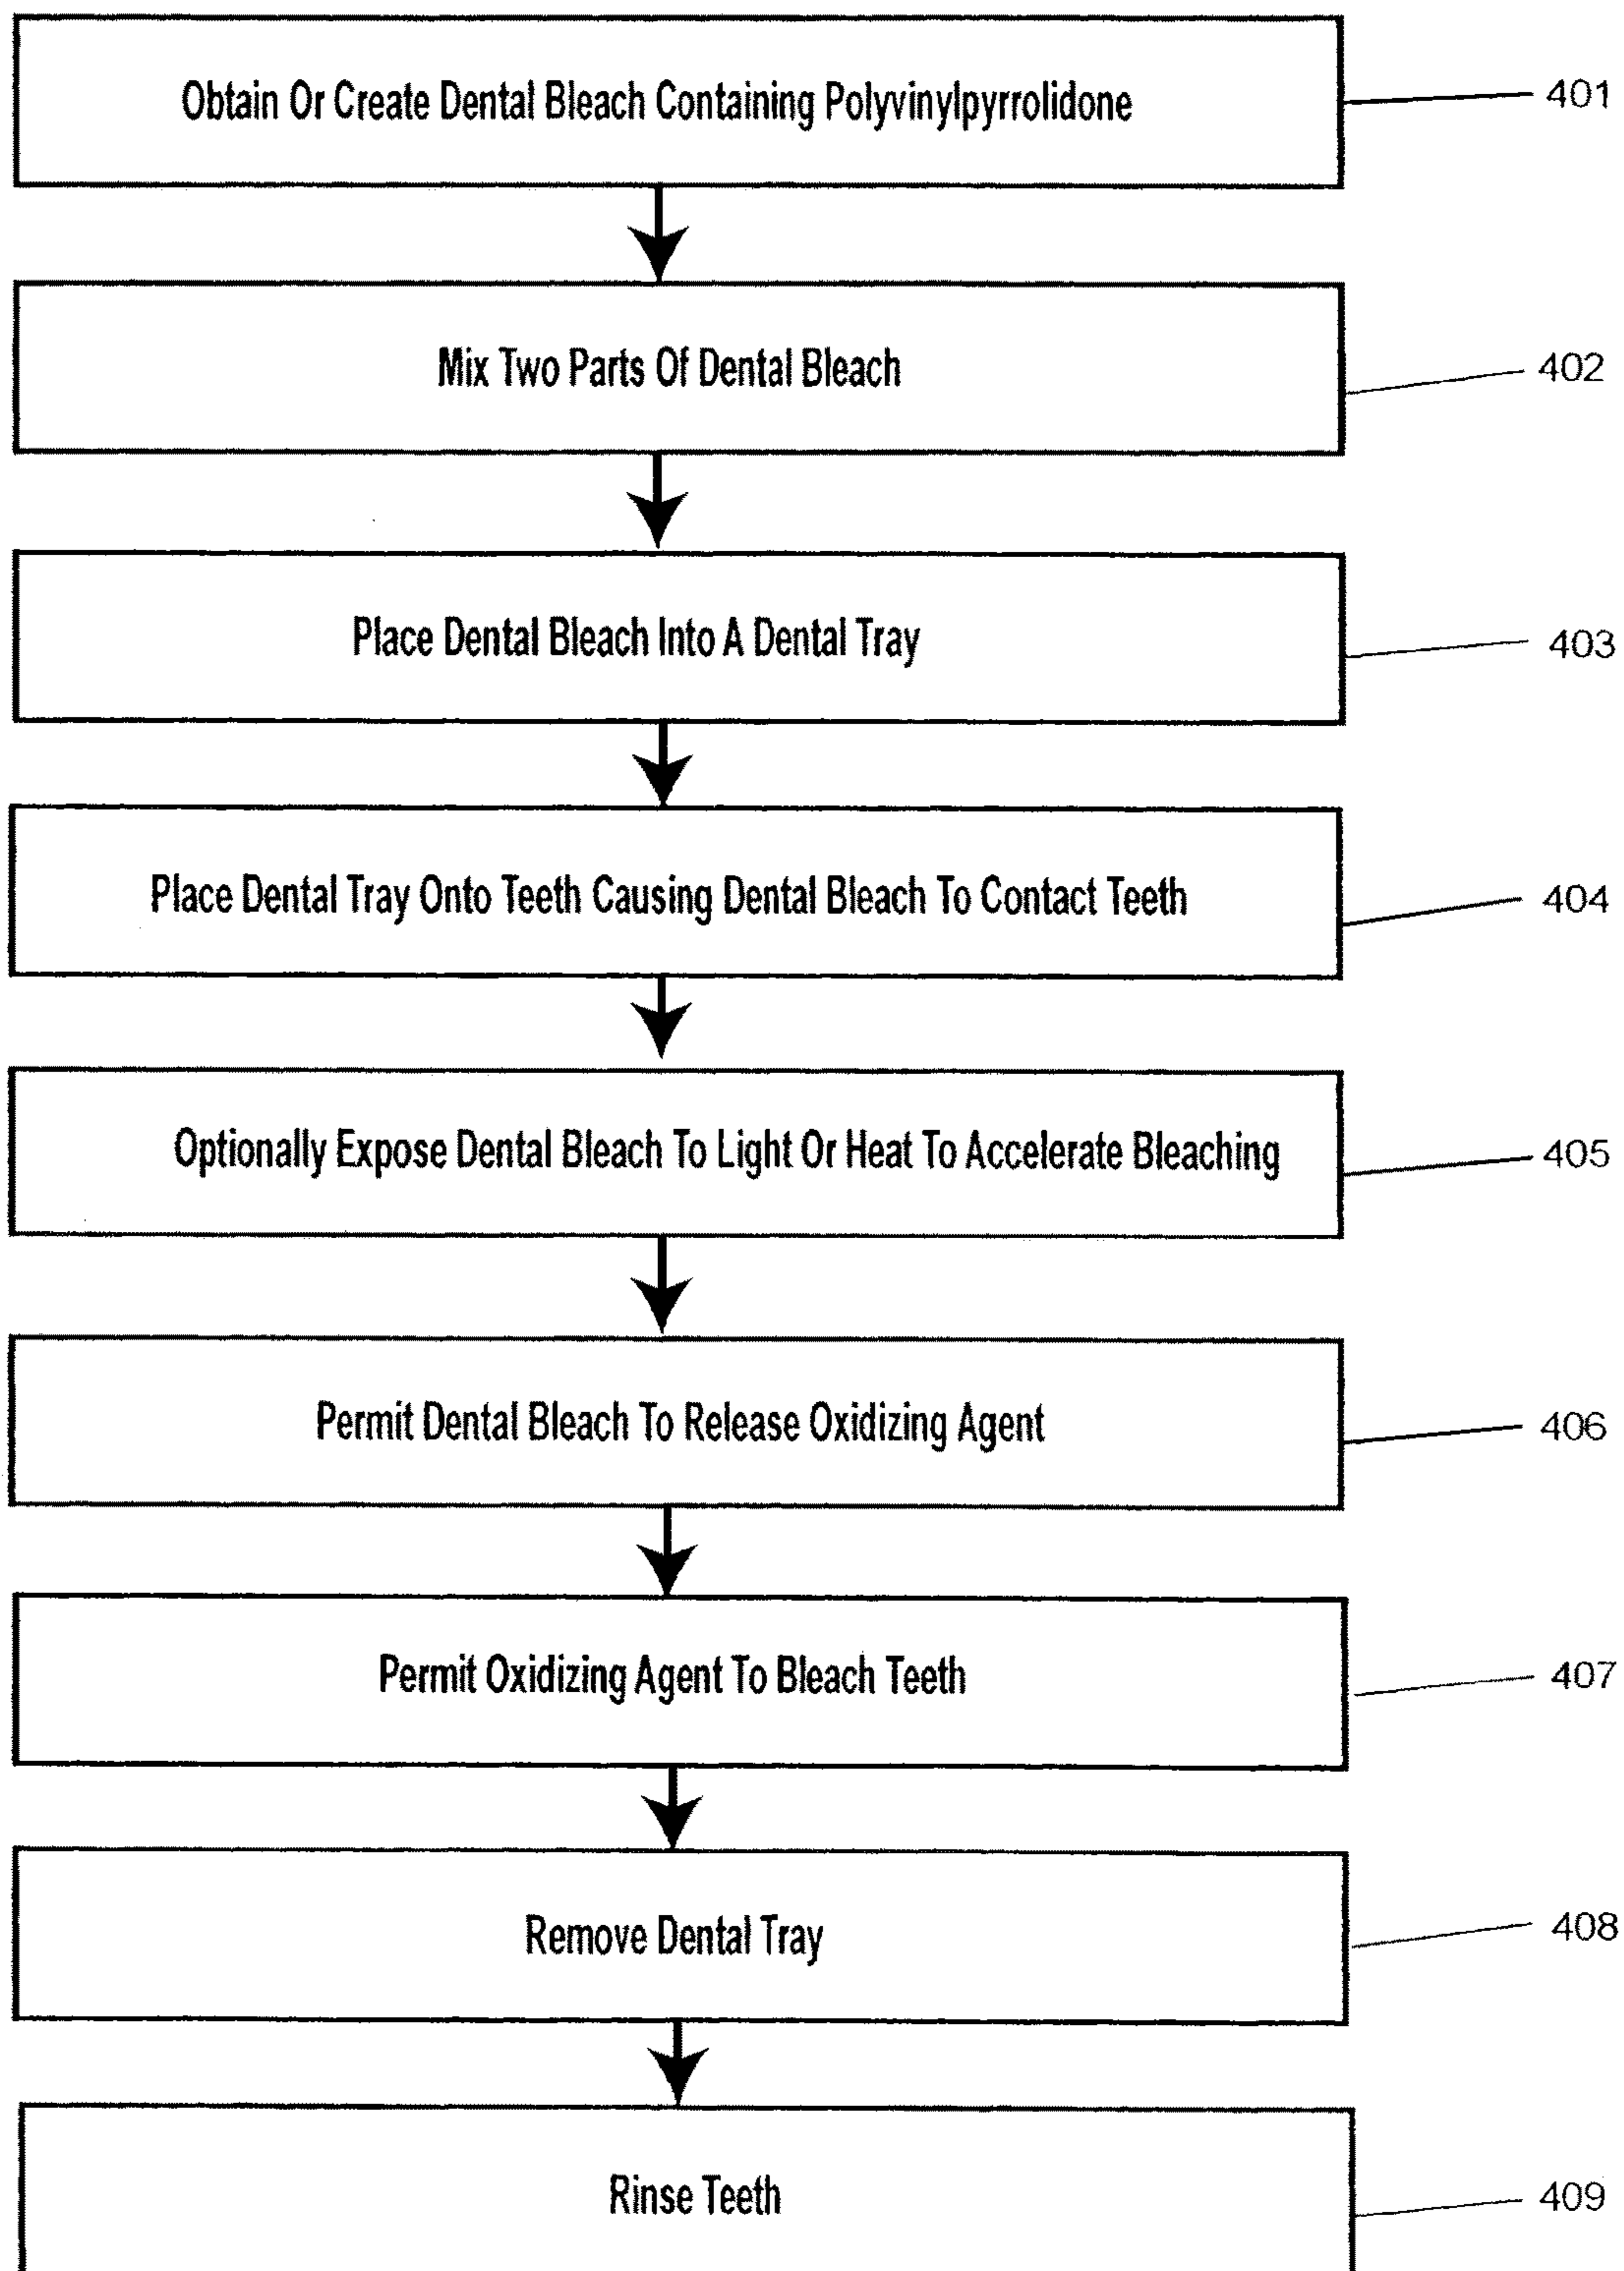 Obtain Or Create Dental Bleach Containing Polyvinylpyrrolidone
401
Mix Two Parts Of Dental Bleach
402
Place Dental Bleach Into A Dental Tray
403
Place Dental Tray Onto Teeth Causing Dental Bleach To Contact Teeth
404
Optionally Expose Dental Bleach To Light Or Heat To Accelerate Bleaching
405
Permit Dental Bleach To Release Oxidizing Agent
406
Permit Oxidizing Agent To Bleach Teeth
407
Remove Dental Tray
408
Rinse Teeth
409